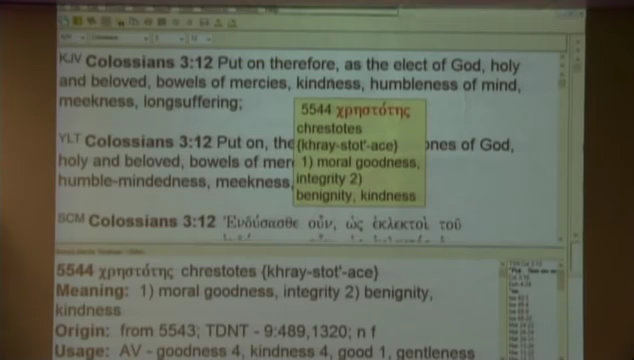 KJV Colossians 3:12 Put on therefore, as the elect of God, holy
and beloved, bowels of mercies, kindness, humbleness of mind,
meekness, longsuffering;
5544 χρηστότης
chrestotes
{khray-stot'-ace}
1) moral goodness,
integrity 2)
benignity, kindness
YLT Colossians 3:12 Put on, the ones of God,
holy and beloved, bowels of mer
humble-mindedness, meekness,
SCM Colossians 3:12 Ἐνδύσασθε οὖν, ὡς ἐκλεκτοὶ τοῦ
5544 χρηστότης chrestotes {khray-stot'-ace}
Meaning: 1) moral goodness, integrity 2) benignity,
kindness
Origin: from 5543; TDNT - 9:489,1320; n f
Usage: AV - goodness 4, kindness 4, good 1, gentleness